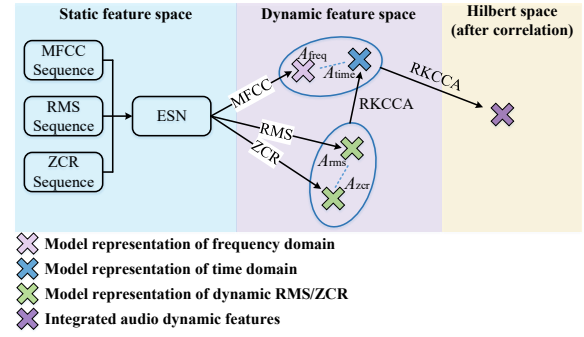 Static feature space
Dynamic feature space
Hilbert space
(after correlation)
MFCC
Sequence
RMS
Sequence
ZCR
Sequence
ESN
MFCC
RMS
ZCR
Afreq
Atime
RKCCA
RKCCA
Arms
Azcr
Model representation of frequency domain
Model representation of time domain
Model representation of dynamic RMS/ZCR
Integrated audio dynamic features